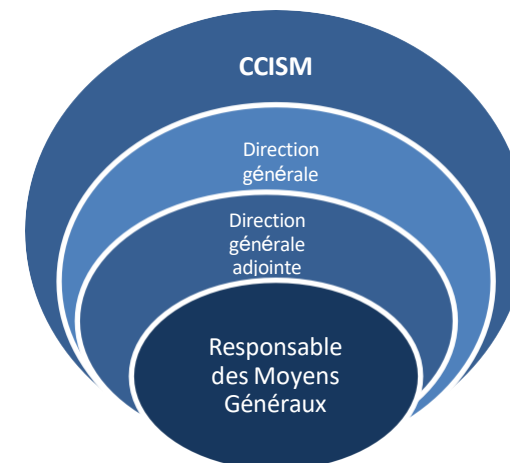 CCISM
Direction
générale
Direction
générale
adjointe
Responsable
des Moyens
Généraux